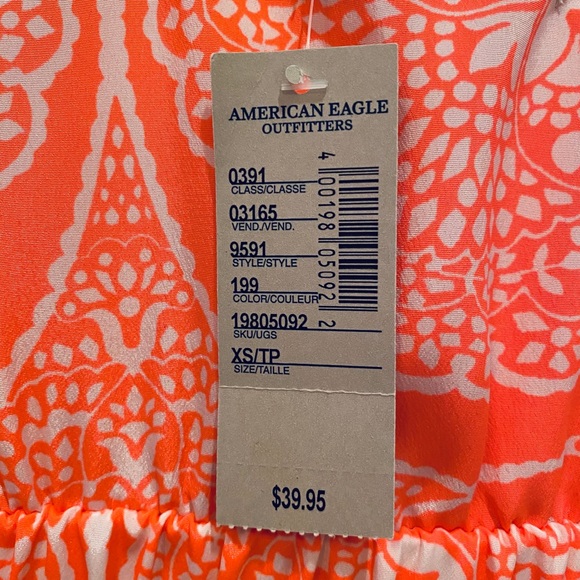 AMERICAN EAGLE
OUTFITTERS
0391
CLASS/CLASSE
03165
VEND./VEND.
9591
STYLE/STYLE
199
COLOR/COULEUR
19805092
SKU/UGS
XS/TP
SIZE/TAILLE
4 00198 05092 2
$39.95